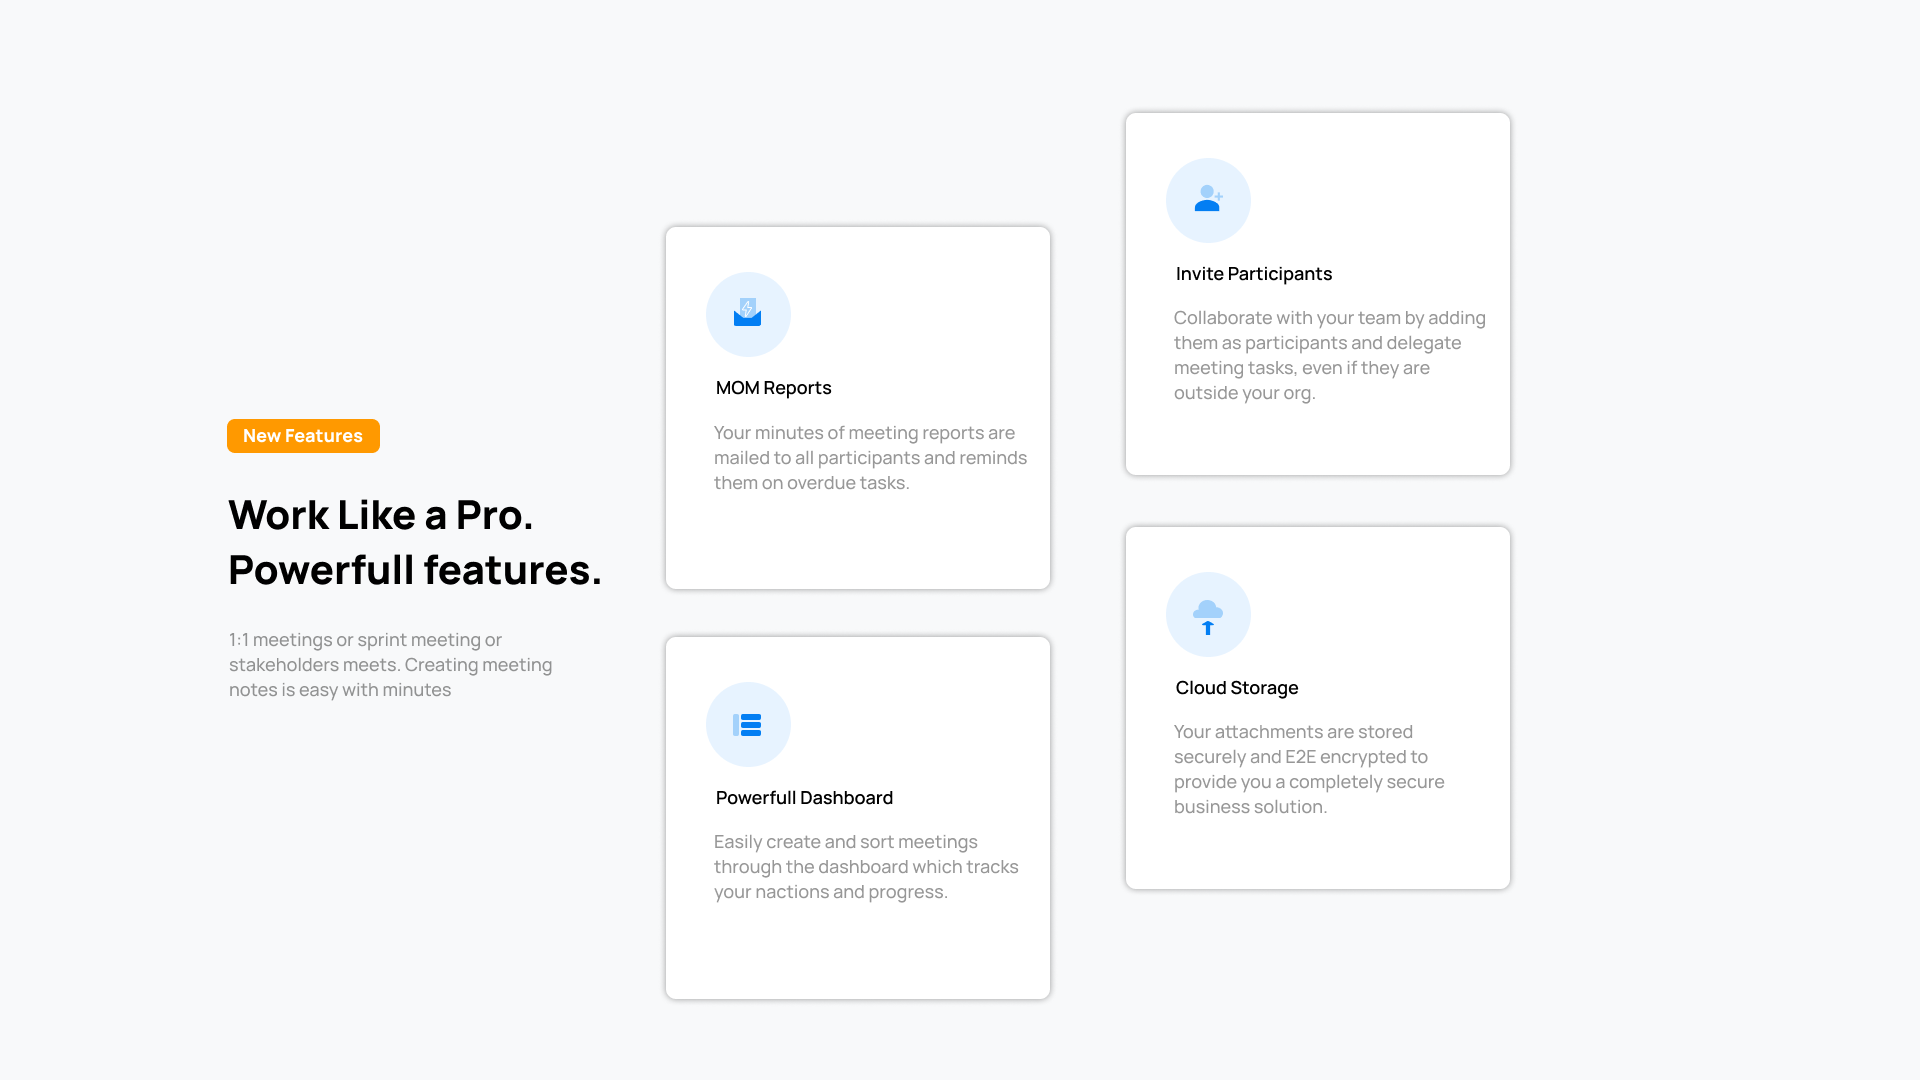 New Features
Work Like a Pro.
Powerfull features.
1:1 meetings or sprint meeting or
stakeholders meets. Creating meeting
notes is easy with minutes
MOM Reports
Your minutes of meeting reports are
mailed to all participants and reminds
them on overdue tasks.
Powerfull Dashboard
Easily create and sort meetings
through the dashboard which tracks
your nactions and progress.
Invite Participants
Collaborate with your team by adding
them as participants and delegate
meeting tasks, even if they are
outside your org.
Cloud Storage
Your attachments are stored
securely and E2E encrypted to
provide you a completely secure
business solution.